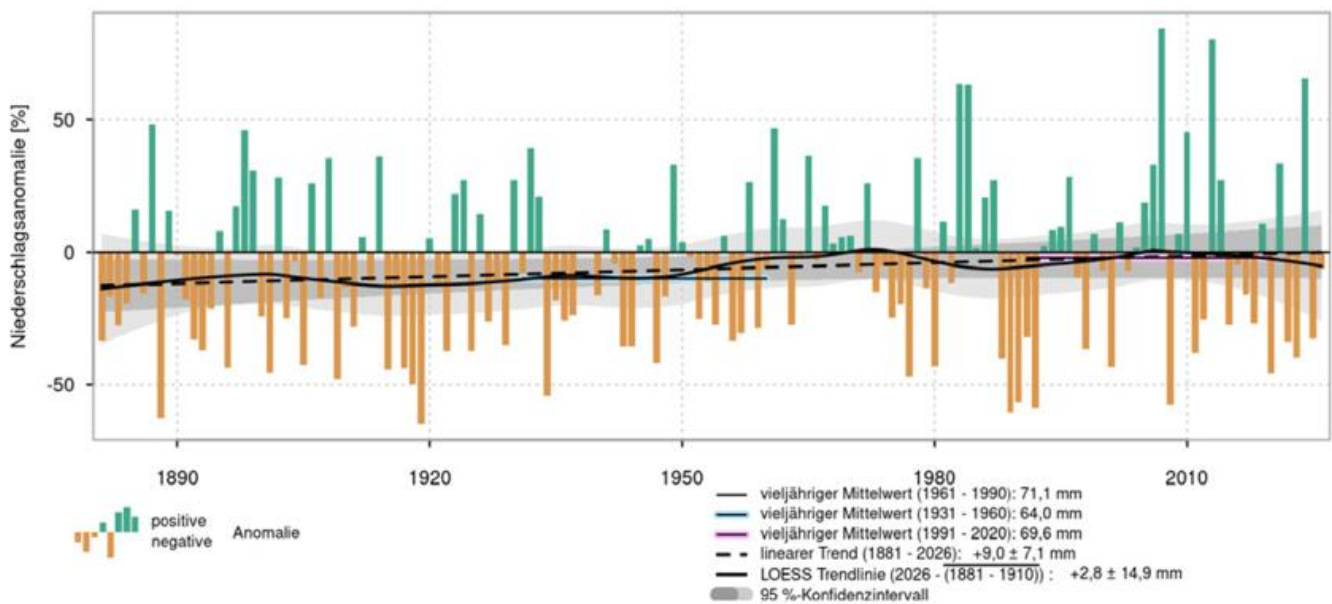 Niederschlagsanomalie [%]
50
0
-50
1890 1920 1950 1980 2010
positive
negative
Anomalie
vieljähriger Mittelwert (1961 - 1990): 71,1 mm
vieljähriger Mittelwert (1931 - 1960): 64,0 mm
vieljähriger Mittelwert (1991 - 2020): 69,6 mm
linearer Trend (1881 - 2026): +9,0 ± 7,1 mm
LOESS Trendlinie (2026 - (1881 - 1910)) : +2,8 ± 14,9 mm
95 %-Konfidenzintervall